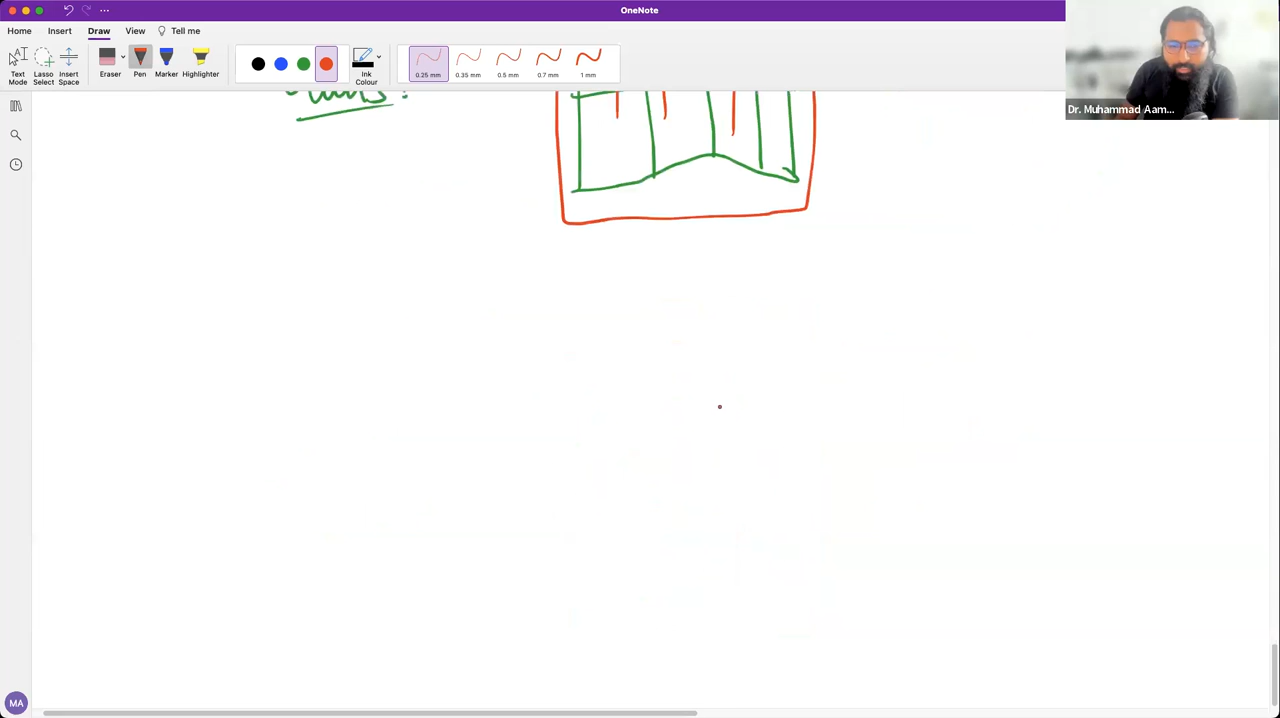 OneNote
Home Insert Draw View Tell me
Text Mode
Lasso Select
Insert Space
Eraser
Pen
Marker
Highlighter
Ink Colour
0.25 mm
0.35 mm
0.5 mm
0.7 mm
1 mm
Dr. Muhammad Aam...
MA